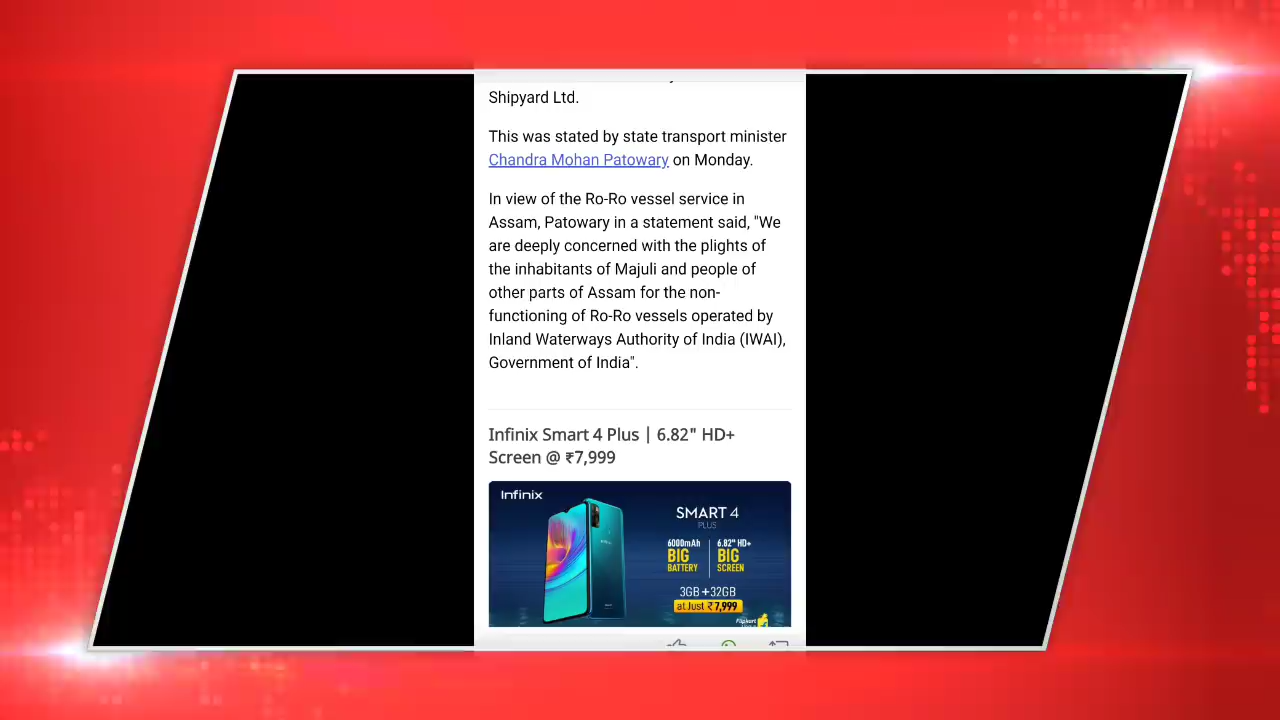 Shipyard Ltd.
This was stated by state transport minister
Chandra Mohan Patowary on Monday.
In view of the Ro-Ro vessel service in
Assam, Patowary in a statement said, "We
are deeply concerned with the plights of
the inhabitants of Majuli and people of
other parts of Assam for the non-
functioning of Ro-Ro vessels operated by
Inland Waterways Authority of India (IWAI),
Government of India".
Infinix Smart 4 Plus | 6.82" HD+
Screen @ ₹7,999
Infinix
SMART 4
PLUS
6000mAh
BIG
BATTERY
6.82" HD+
BIG
SCREEN
3GB+32GB
at Just ₹7,999
Flipkart